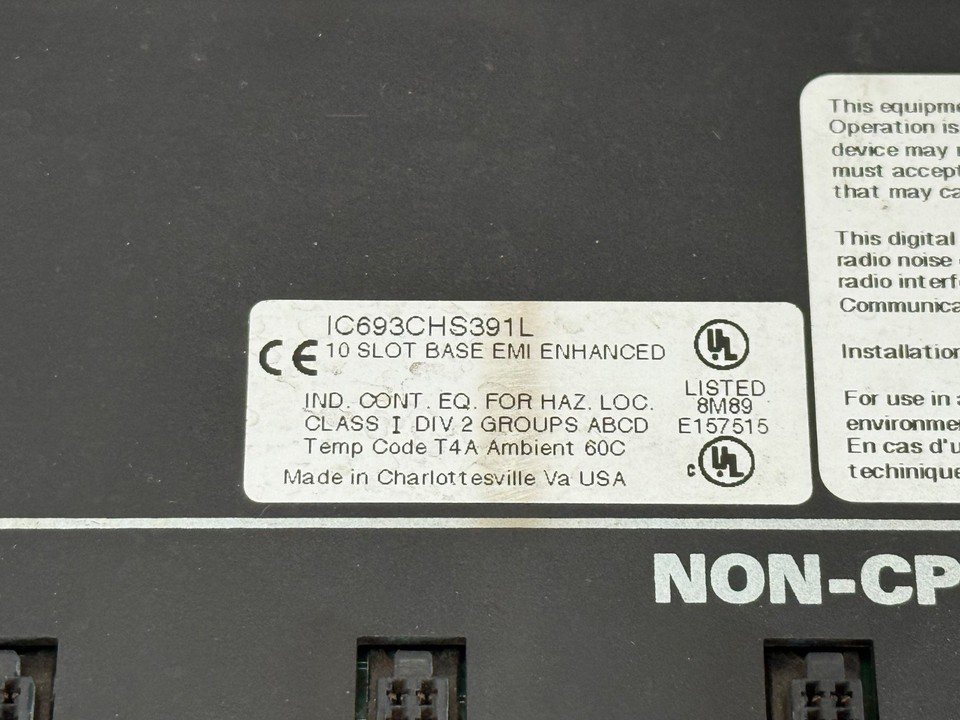 IC693CHS391L
CE 10 SLOT BASE EMI ENHANCED
IND. CONT. EQ. FOR HAZ. LOC.
CLASS I DIV 2 GROUPS ABCD
Temp Code T4A Ambient 60C
Made in Charlottesville Va USA
UL
LISTED
8M89
E157515
c UL
This equipme
Operation is
device may
must accept
that may ca
This digital
radio noise
radio interf
Communica
Installation
For use in a
environme
En cas d'u
techinique
NON-CP